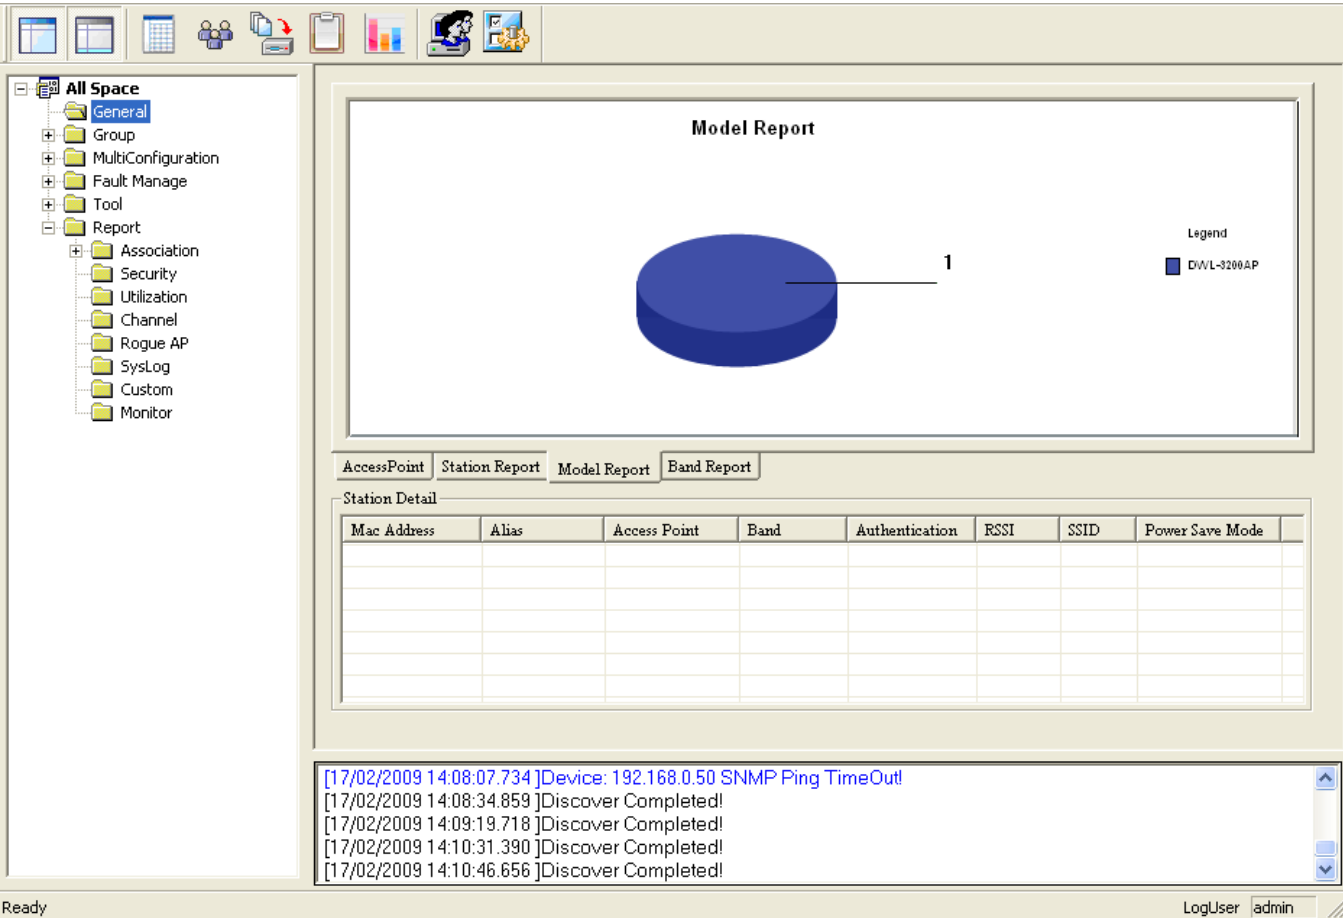 All Space
General
Group
MultiConfiguration
Fault Manage
Tool
Report
Association
Security
Utilization
Channel
Rogue AP
SysLog
Custom
Monitor
Model Report
1
Legend
DWL-3200AP
AccessPoint Station Report Model Report Band Report
Station Detail
Mac Address Alias Access Point Band Authentication RSSI SSID Power Save Mode
[17/02/2009 14:08:07.734 ]Device: 192.168.0.50 SNMP Ping TimeOut!
[17/02/2009 14:08:34.859 ]Discover Completed!
[17/02/2009 14:09:19.718 ]Discover Completed!
[17/02/2009 14:10:31.390 ]Discover Completed!
[17/02/2009 14:10:46.656 ]Discover Completed!
Ready LogUser admin